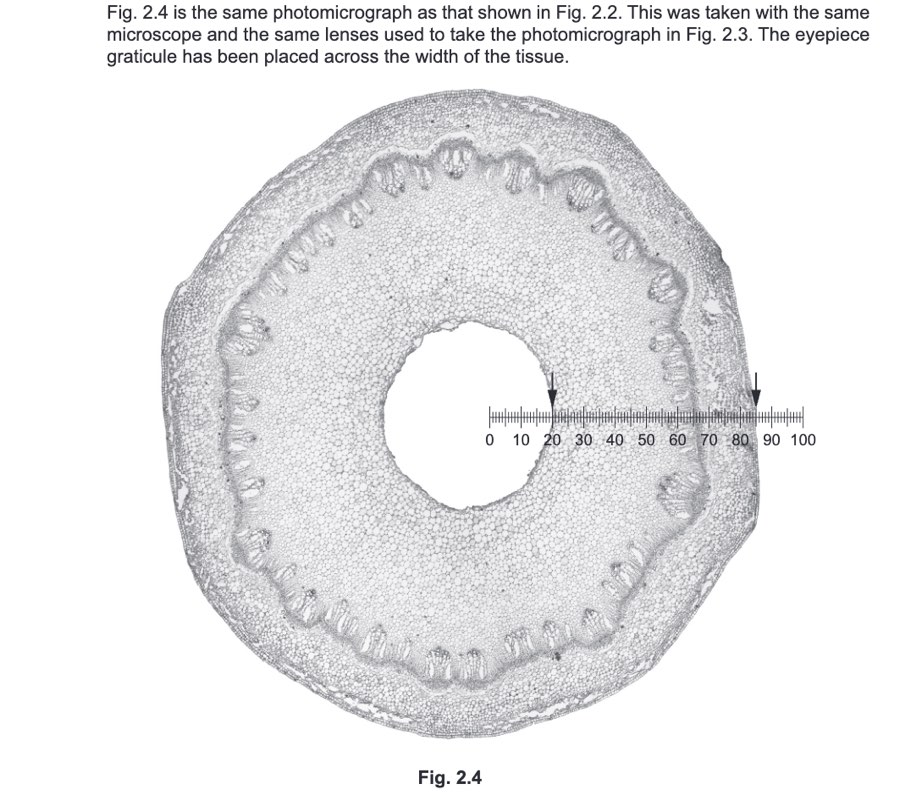 Fig. 2.4 is the same photomicrograph as that shown in Fig. 2.2. This was taken with the same
microscope and the same lenses used to take the photomicrograph in Fig. 2.3. The eyepiece
graticule has been placed across the width of the tissue.
0 10 20 30 40 50 60 70 80 90 100
Fig. 2.4